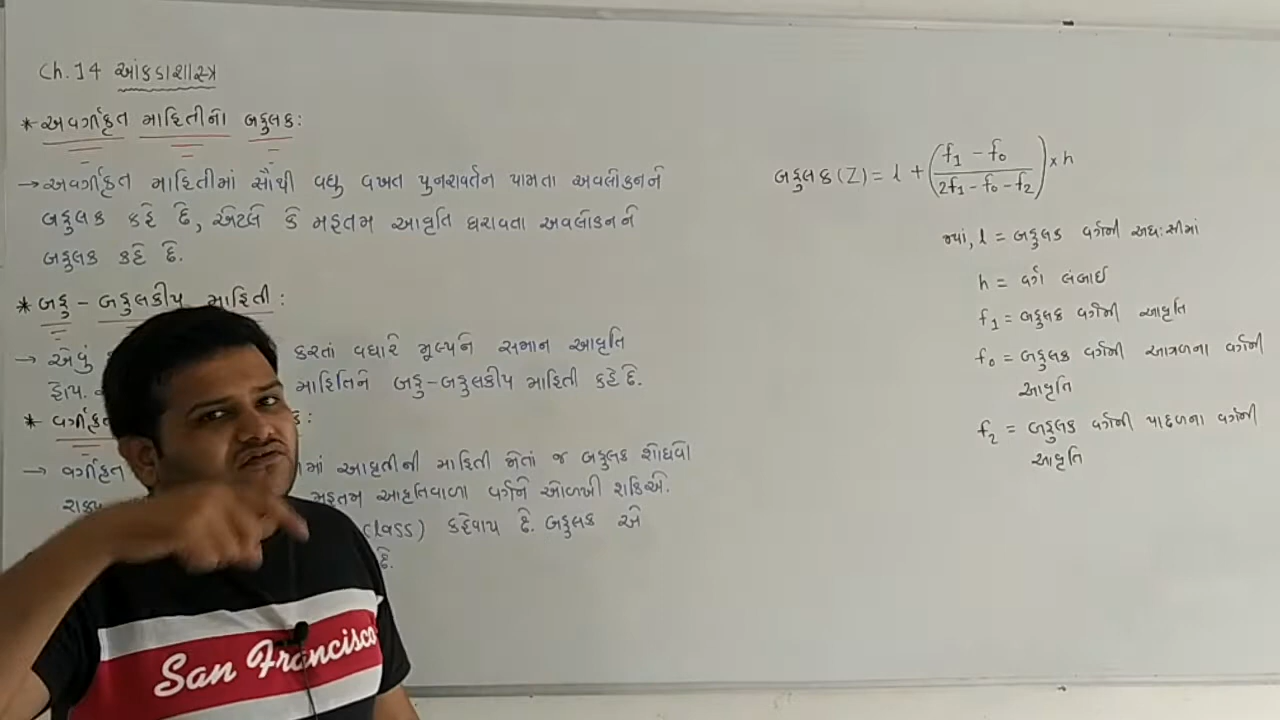 Ch.14 આંકડાશાસ્ત્ર
* અવર્ગીકૃત માહિતીનો બહુલક:
→ અવર્ગીકૃત માહિતીમાં સૌથી વધુ વખત પુનરાવર્તન પામતા અવલોકનને
બહુલક કહે છે, એટલે કે મહત્તમ આવૃતિ ધરાવતા અવલોકનને
બહુલક કહે છે.
* બહુ - બહુલકીય માહિતી:
→ એવું કરતાં વધારે મૂલ્યને સમાન આવૃતિ
હોય. માહિતિને બહુ-બહુલકીય માહિતી કહે છે.
* વર્ગીકૃત :
→ વર્ગીકૃત માં આવૃતીની માહિતી જોતાં જ બહુલક શોધવો
શક્ય મહત્તમ આવૃતિવાળા વર્ગને ઓળખી શકિએ.
class) કહેવાય છે. બહુલક એ
છે.
બહુલક (Z) = l + (f₁ - f₀ / 2f₁ - f₀ - f₂) × h
જ્યાં, l = બહુલક વર્ગની અધઃસીમાં
h = વર્ગ લંબાઈ
f₁ = બહુલક વર્ગની આવૃતિ
f₀ = બહુલક વર્ગની આગળના વર્ગની
આવૃતિ
f₂ = બહુલક વર્ગની પાછળના વર્ગની
આવૃતિ
San Francisco